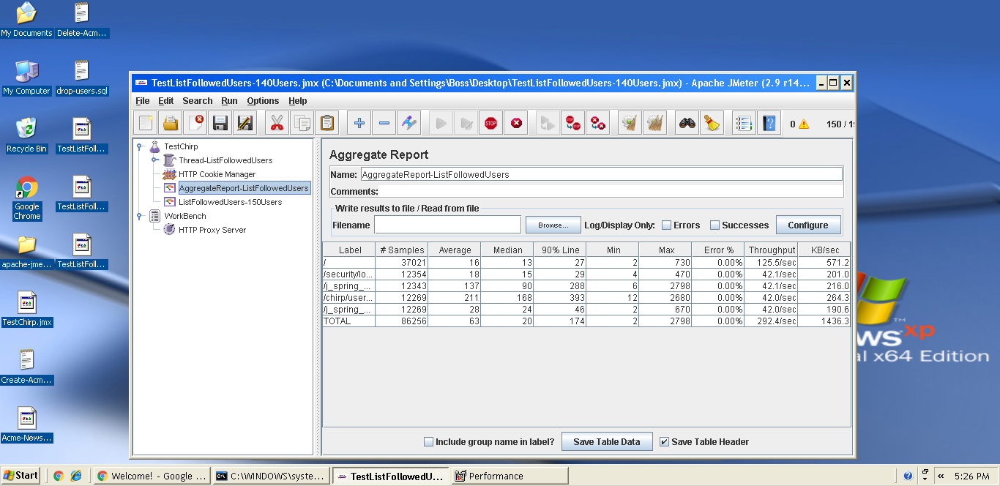 My Documents
Delete-Acm...
My Computer
drop-users.sql
Recycle Bin
TestListFoll...
Google Chrome
TestListFoll...
apache-jme...
TestListFoll...
TestChirp.jmx
Create-Acm...
Acme-News...
TestListFollowedUsers-140Users.jmx (C:\Documents and Settings\Boss\Desktop\TestListFollowedUsers-140Users.jmx) - Apache JMeter (2.9 r14...
File Edit Search Run Options Help
STOP
0
150 /
TestChirp
Thread-ListFollowedUsers
HTTP Cookie Manager
AggregateReport-ListFollowedUsers
ListFollowedUsers-150Users
WorkBench
HTTP Proxy Server
Aggregate Report
Name: AggregateReport-ListFollowedUsers
Comments:
Write results to file / Read from file
Filename Browse... Log/Display Only: Errors Successes Configure
Label # Samples Average Median 90% Line Min Max Error % Throughput KB/sec
/ 37021 16 13 27 2 730 0.00% 125.5/sec 571.2
/security/lo... 12354 18 15 29 4 470 0.00% 42.1/sec 201.0
/j_spring_... 12343 137 90 288 6 2798 0.00% 42.1/sec 216.0
/chirp/user... 12269 211 168 393 12 2680 0.00% 42.0/sec 264.3
/j_spring_... 12269 28 24 46 2 670 0.00% 42.0/sec 190.6
TOTAL 86256 63 20 174 2 2798 0.00% 292.4/sec 1436.3
Include group name in label? Save Table Data Save Table Header
ws xp TM
al x64 Edition
Start
Welcome! - Google ...
C:\WINDOWS\syste...
TestListFollowedU...
Performance
« 5:26 PM